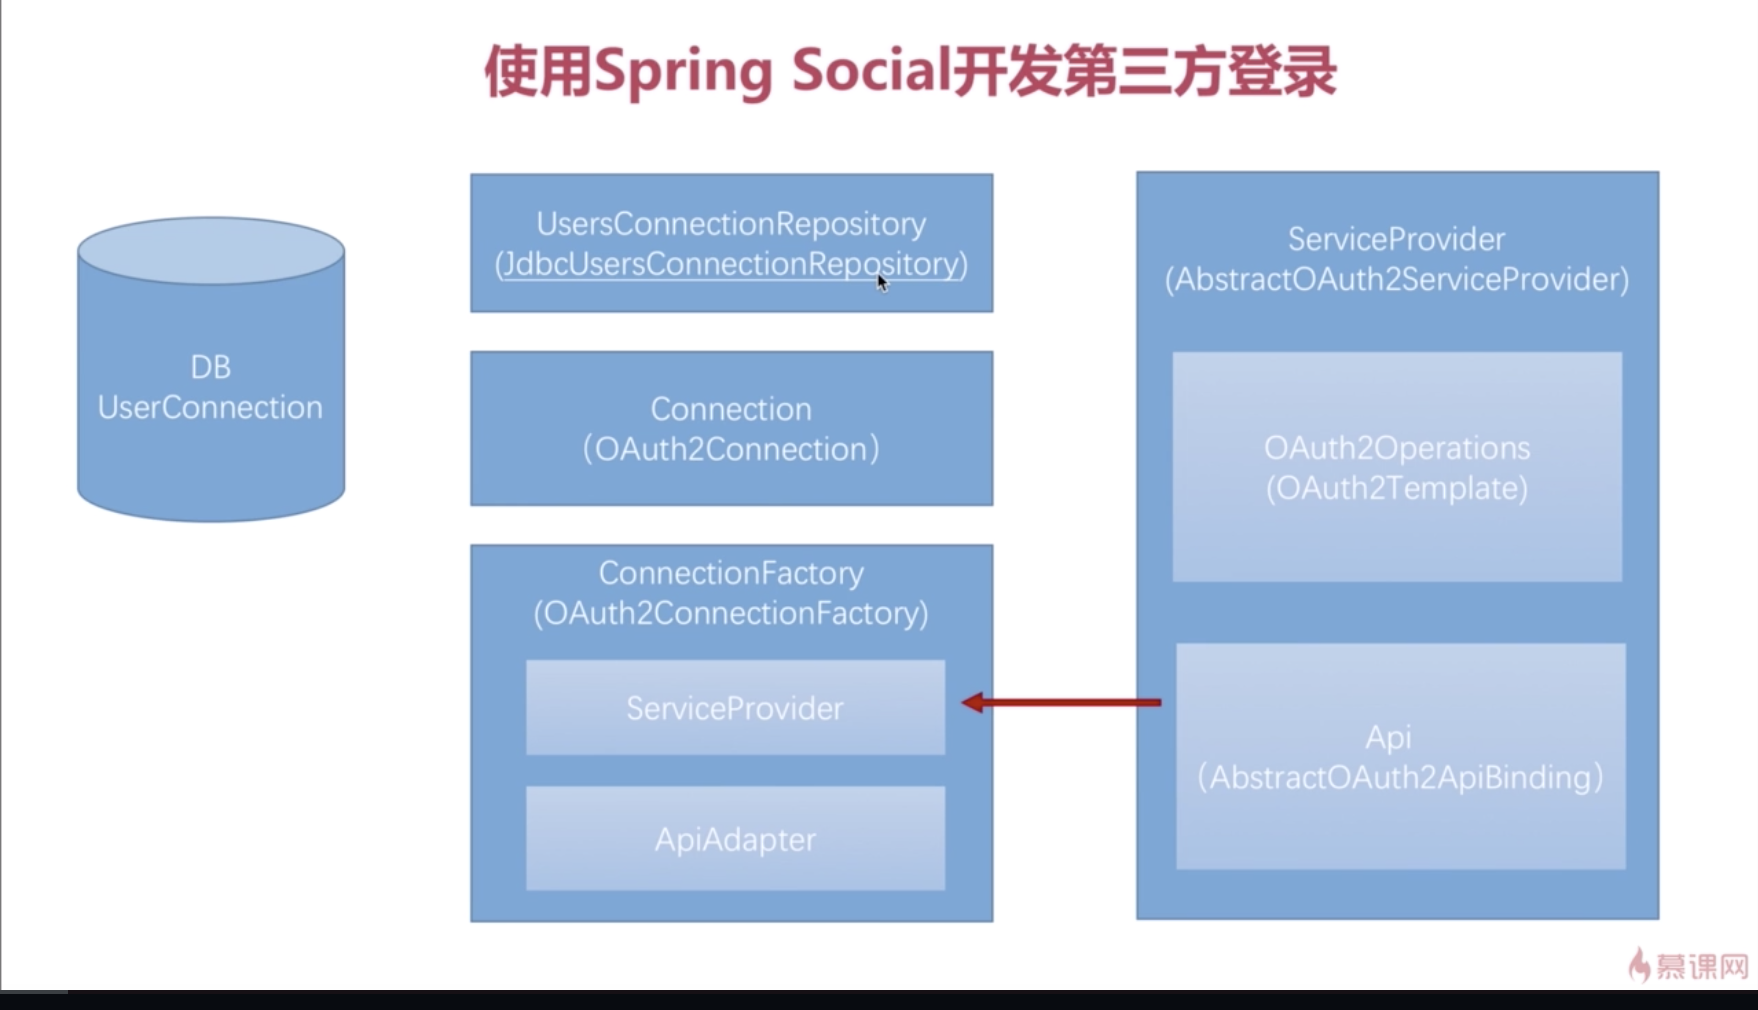 使用Spring Social开发第三方登录
DB
UserConnection
UsersConnectionRepository
(JdbcUsersConnectionRepository)
Connection
（OAuth2Connection）
ConnectionFactory
(OAuth2ConnectionFactory)
ServiceProvider
ApiAdapter
ServiceProvider
(AbstractOAuth2ServiceProvider)
OAuth2Operations
(OAuth2Template)
Api
（AbstractOAuth2ApiBinding）
慕课网